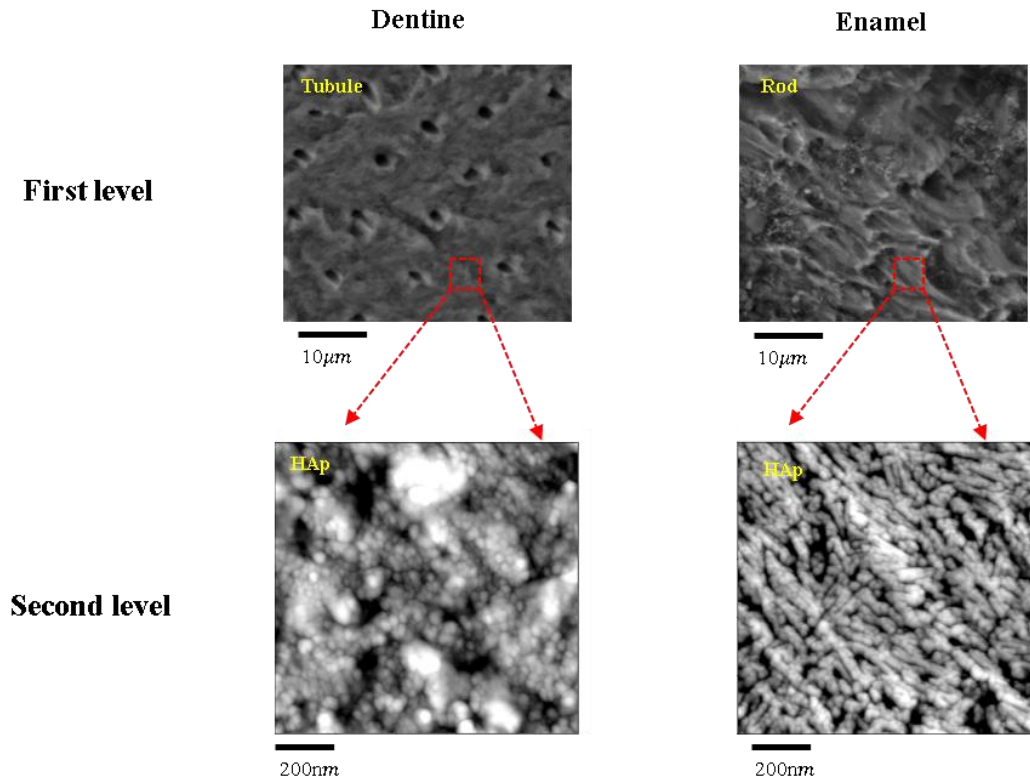 Dentine
Enamel
Tubule
Rod
First level
10μm
10μm
HAp
HAp
Second level
200nm
200nm